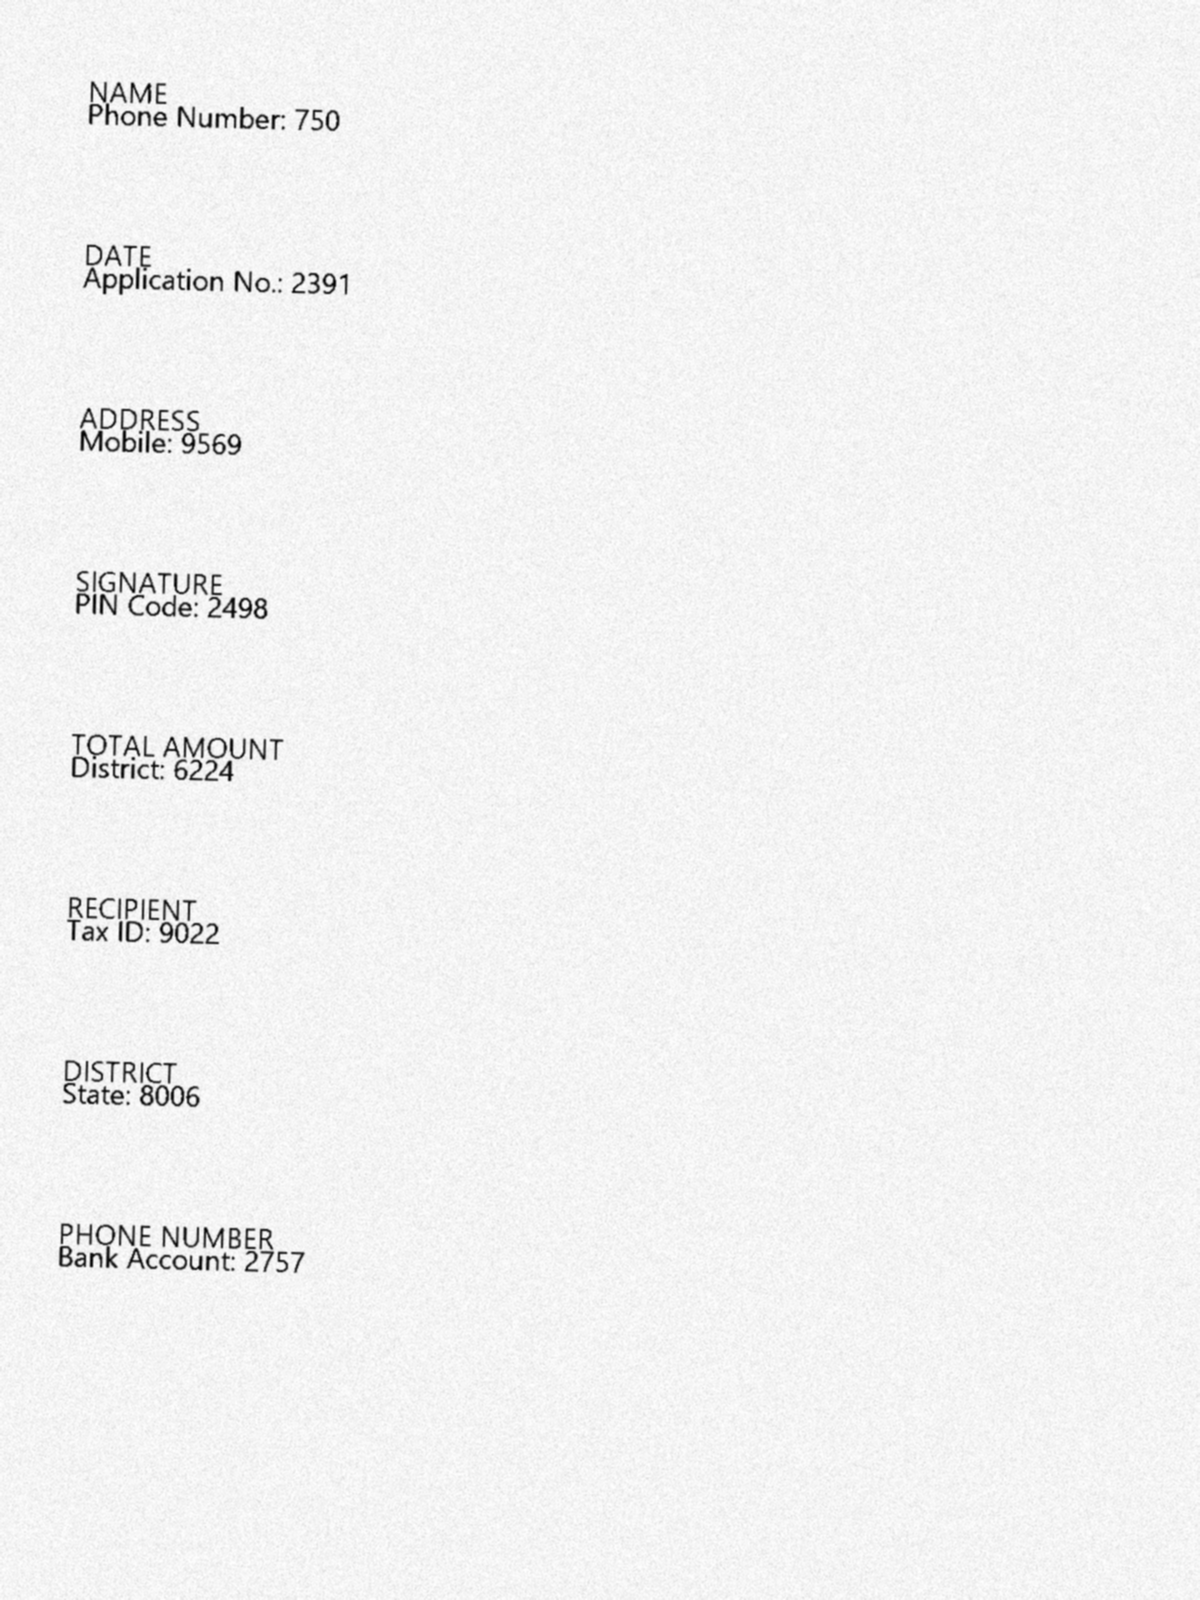 NAME
Phone Number: 750
DATE
Application No.: 2391
ADDRESS
Mobile: 9569
SIGNATURE
PIN Code: 2498
TOTAL AMOUNT
District: 6224
RECIPIENT
Tax ID: 9022
DISTRICT
State: 8006
PHONE NUMBER
Bank Account: 2757